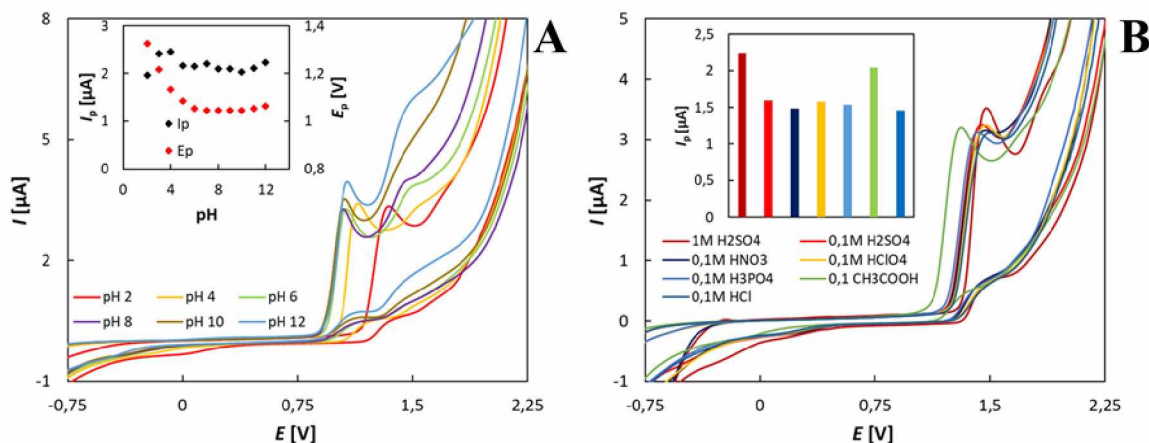 A
8
5
2
-1
I [µA]
-0,75
0
0,75
1,5
2,25
E [V]
3
2
1
0
Ip [µA]
1,4
1,2
1
0,8
Ep [V]
0
4
8
12
pH
Ip
Ep
pH 2
pH 4
pH 6
pH 8
pH 10
pH 12
B
5
4
3
2
1
0
-1
I [µA]
-0,75
0
0,75
1,5
2,25
E [V]
2,5
2
1,5
1
0,5
0
Ip [µA]
1M H2SO4
0,1M H2SO4
0,1M HNO3
0,1M HClO4
0,1M H3PO4
0,1 CH3COOH
0,1M HCl